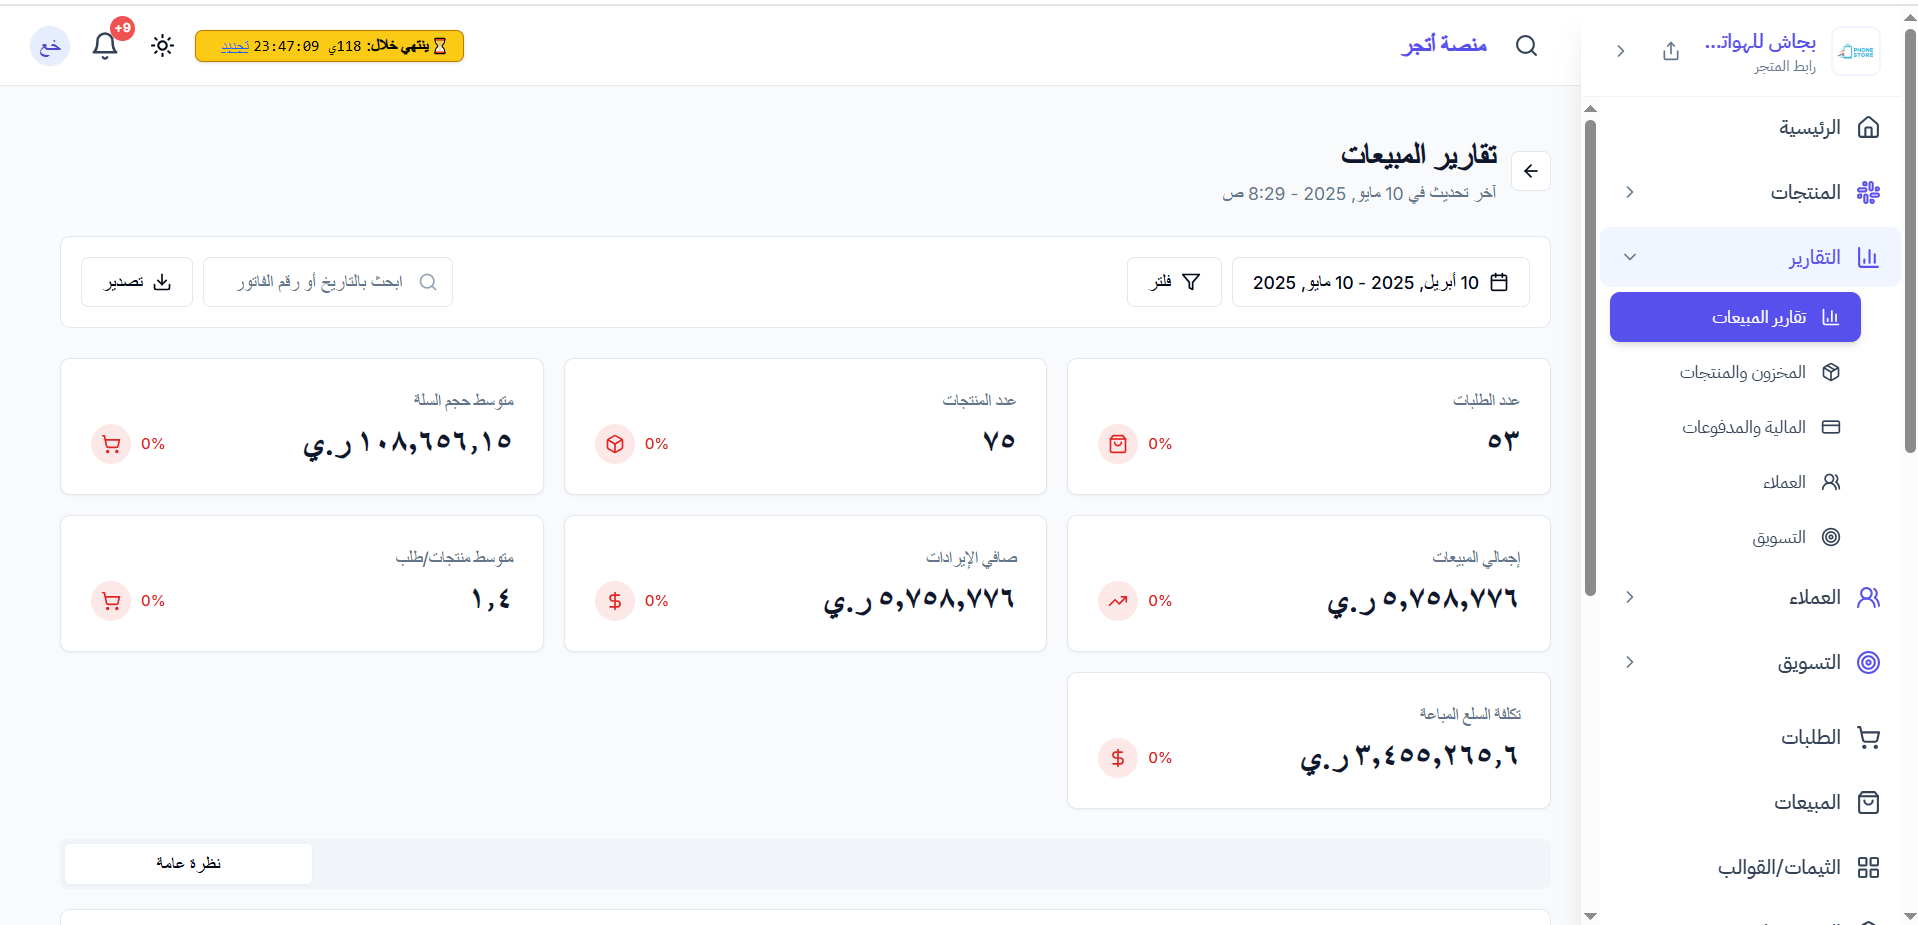 بجاش للهوات...
رابط المتجر
PHONE STORE
منصة أتجر
ينتهي خلال: 118ي 23:47:09 تجديد
+9
خع
الرئيسية
المنتجات
التقارير
تقارير المبيعات
المخزون والمنتجات
المالية والمدفوعات
العملاء
التسويق
العملاء
التسويق
الطلبات
المبيعات
الثيمات/القوالب
تقارير المبيعات
آخر تحديث في 10 مايو, 2025 - 8:29 ص
10 أبريل, 2025 - 10 مايو, 2025
فلتر
ابحث بالتاريخ أو رقم الفاتور
تصدير
عدد الطلبات
٥٣
0%
عدد المنتجات
٧٥
0%
متوسط حجم السلة
١٠٨,٦٥٦,١٥ ر.ي
0%
إجمالي المبيعات
٥,٧٥٨,٧٧٦ ر.ي
0%
صافي الإيرادات
٥,٧٥٨,٧٧٦ ر.ي
0%
متوسط منتجات/طلب
١,٤
0%
تكلفة السلع المباعة
٣,٤٥٥,٢٦٥,٦ ر.ي
0%
نظرة عامة